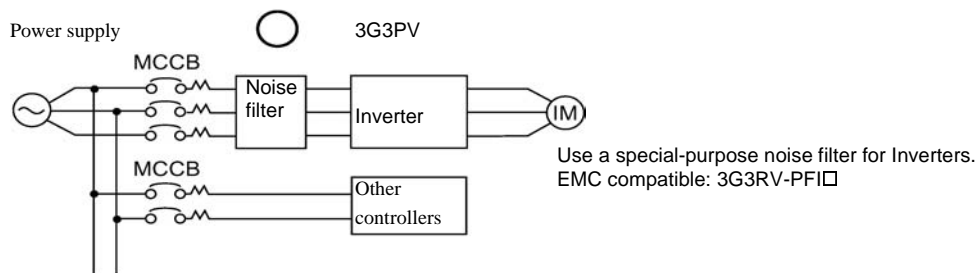 Power supply
3G3PV
MCCB
Noise
filter
Inverter
IM
Use a special-purpose noise filter for Inverters.
EMC compatible: 3G3RV-PFI□
MCCB
Other
controllers